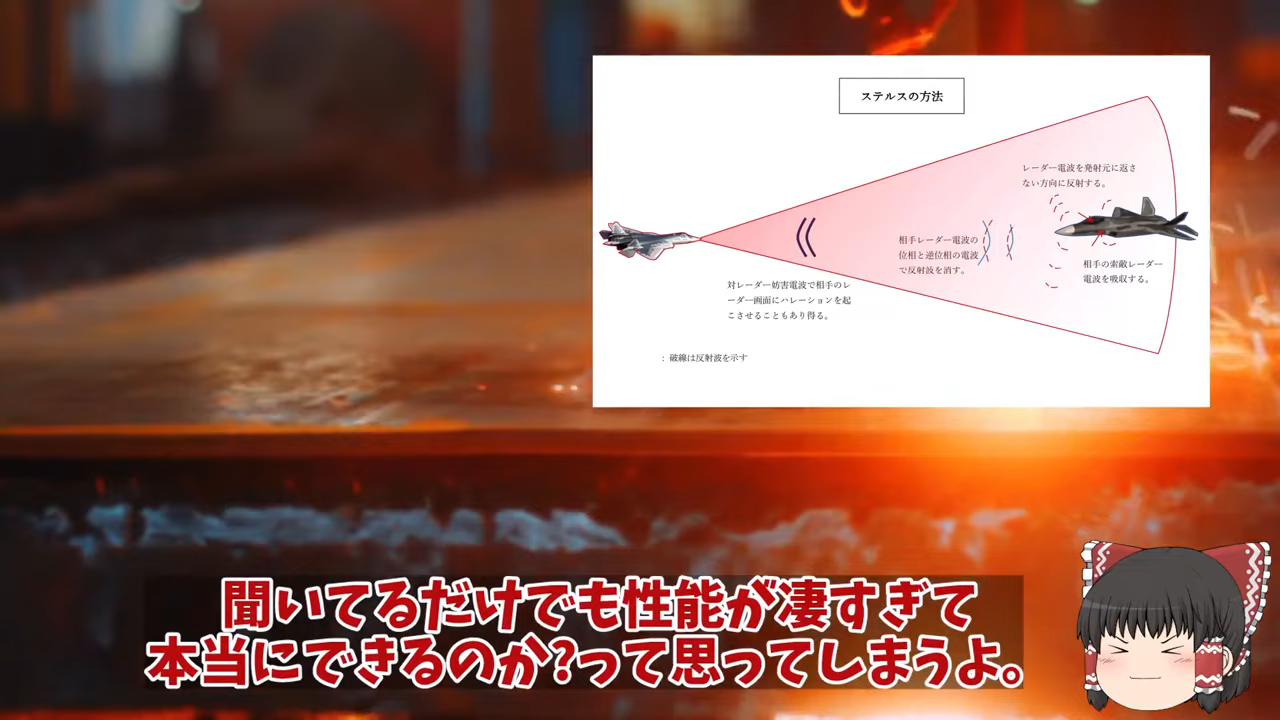 ステルスの方法
レーダー電波を発射元に返さ
ない方向に反射する。
相手レーダー電波の
位相と逆位相の電波
で反射波を消す。
相手の索敵レーダー
電波を吸収する。
対レーダー妨害電波で相手のレ
ーダー画面にハレーションを起
こさせることもあり得る。
: 破線は反射波を示す
聞いてるだけでも性能が凄すぎて
本当にできるのか?って思ってしまうよ。